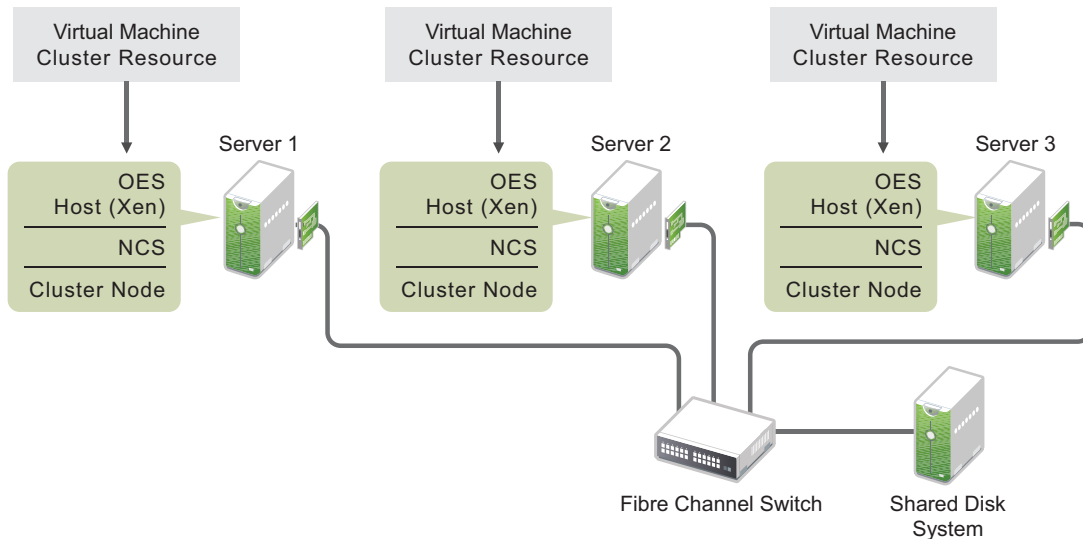 Virtual Machine
Cluster Resource
Virtual Machine
Cluster Resource
Virtual Machine
Cluster Resource
Server 1
Server 2
Server 3
OES
Host (Xen)
NCS
Cluster Node
OES
Host (Xen)
NCS
Cluster Node
OES
Host (Xen)
NCS
Cluster Node
Fibre Channel Switch
Shared Disk
System